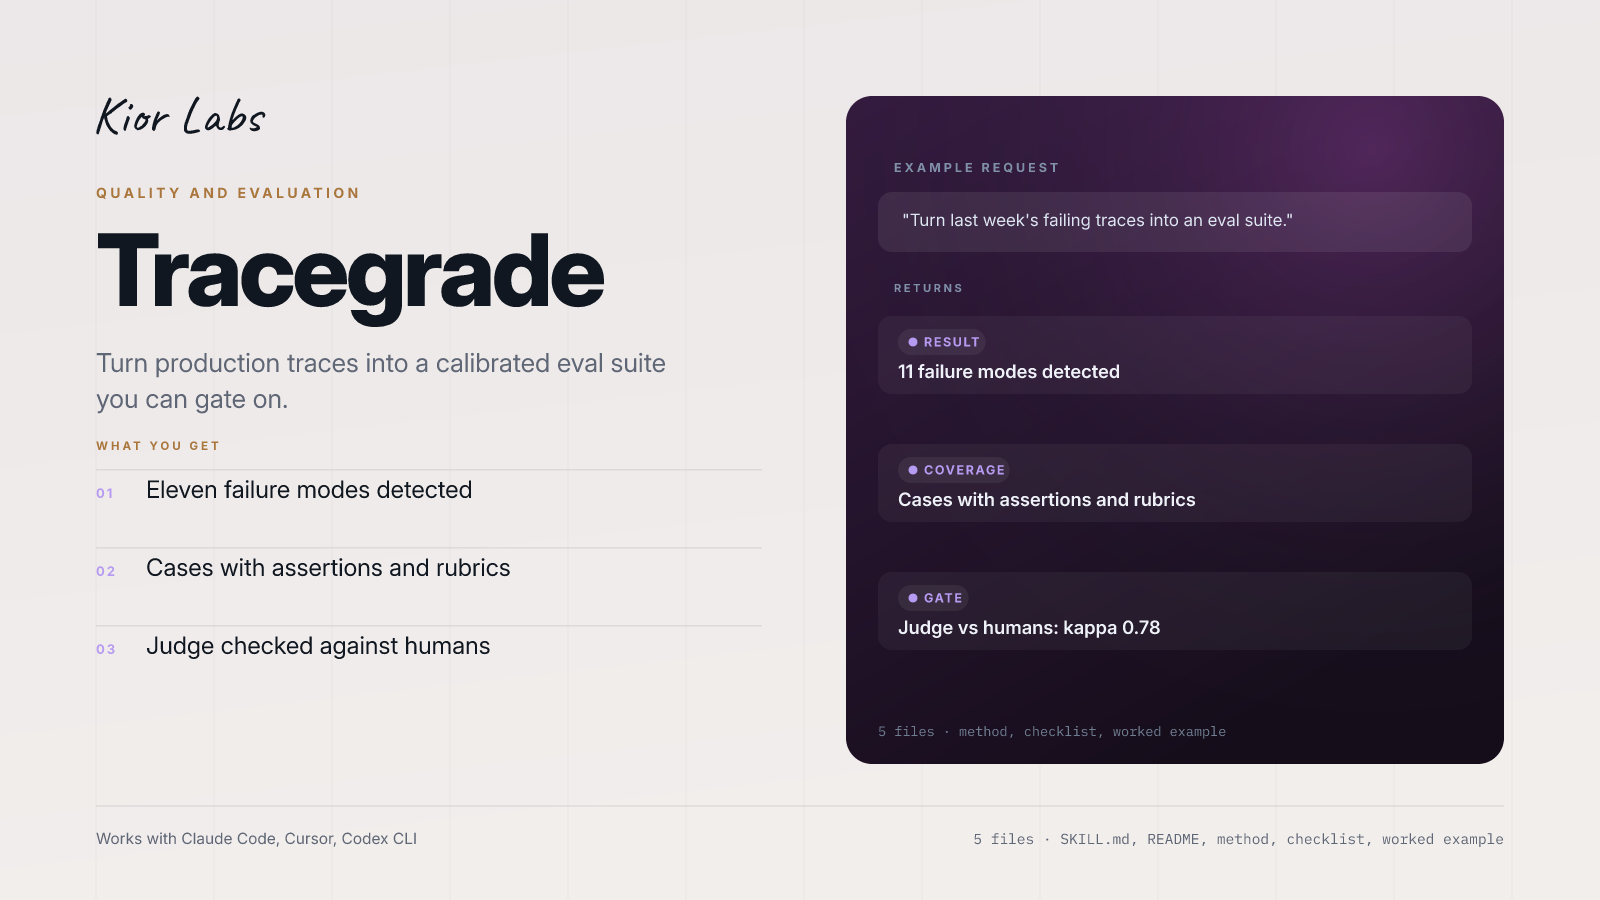 Kior Labs
QUALITY AND EVALUATION
Tracegrade
Turn production traces into a calibrated eval suite
you can gate on.
WHAT YOU GET
01 Eleven failure modes detected
02 Cases with assertions and rubrics
03 Judge checked against humans
EXAMPLE REQUEST
"Turn last week's failing traces into an eval suite."
RETURNS
RESULT
11 failure modes detected
COVERAGE
Cases with assertions and rubrics
GATE
Judge vs humans: kappa 0.78
5 files · method, checklist, worked example
Works with Claude Code, Cursor, Codex CLI
5 files · SKILL.md, README, method, checklist, worked example